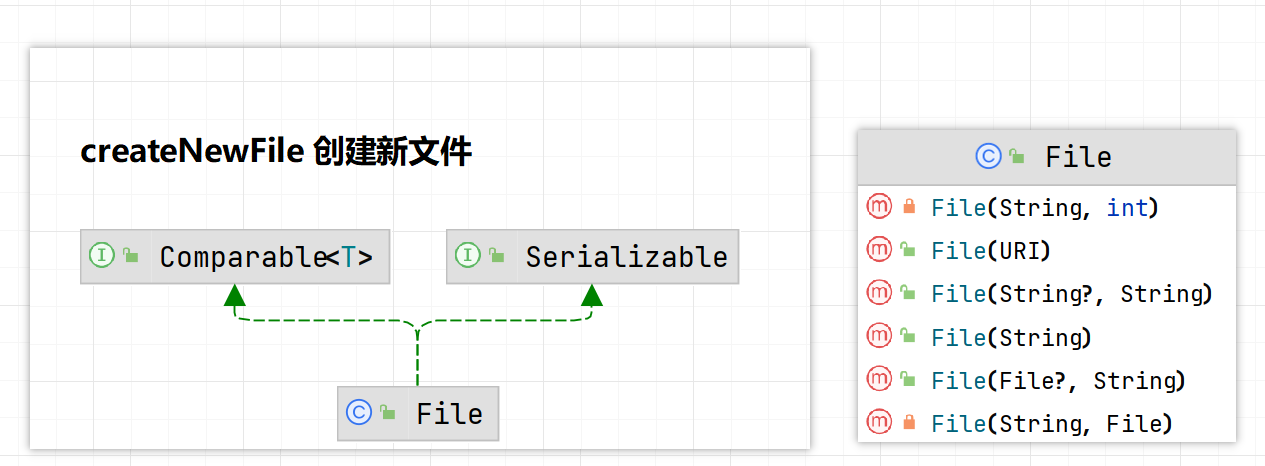 createNewFile 创建新文件
I Comparable<T>
I Serializable
C File
C File
m File(String, int)
m File(URI)
m File(String?, String)
m File(String)
m File(File?, String)
m File(String, File)